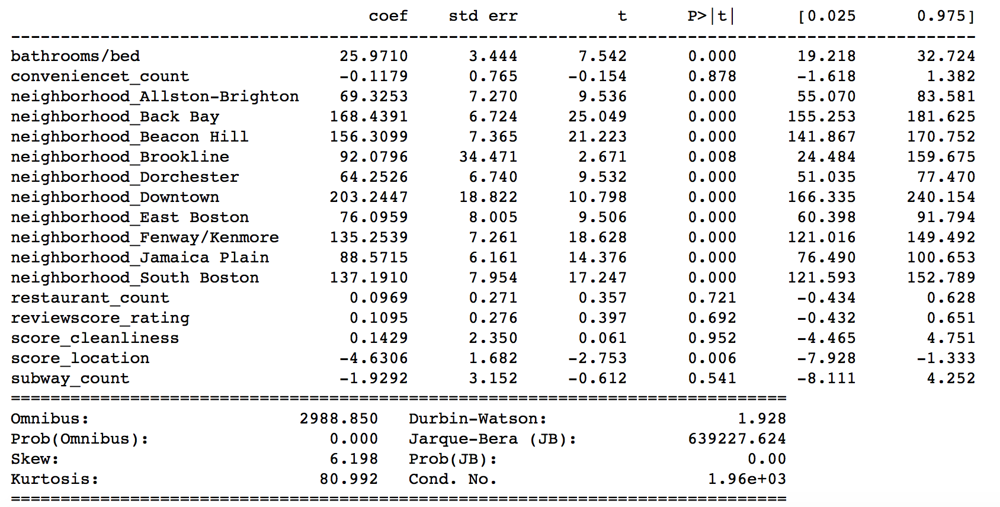 coef std err t P>|t| [0.025 0.975]
-------------------------------------------------------------------------------------------------
bathrooms/bed 25.9710 3.444 7.542 0.000 19.218 32.724
conveniencet_count -0.1179 0.765 -0.154 0.878 -1.618 1.382
neighborhood_Allston-Brighton 69.3253 7.270 9.536 0.000 55.070 83.581
neighborhood_Back Bay 168.4391 6.724 25.049 0.000 155.253 181.625
neighborhood_Beacon Hill 156.3099 7.365 21.223 0.000 141.867 170.752
neighborhood_Brookline 92.0796 34.471 2.671 0.008 24.484 159.675
neighborhood_Dorchester 64.2526 6.740 9.532 0.000 51.035 77.470
neighborhood_Downtown 203.2447 18.822 10.798 0.000 166.335 240.154
neighborhood_East Boston 76.0959 8.005 9.506 0.000 60.398 91.794
neighborhood_Fenway/Kenmore 135.2539 7.261 18.628 0.000 121.016 149.492
neighborhood_Jamaica Plain 88.5715 6.161 14.376 0.000 76.490 100.653
neighborhood_South Boston 137.1910 7.954 17.247 0.000 121.593 152.789
restaurant_count 0.0969 0.271 0.357 0.721 -0.434 0.628
reviewscore_rating 0.1095 0.276 0.397 0.692 -0.432 0.651
score_cleanliness 0.1429 2.350 0.061 0.952 -4.465 4.751
score_location -4.6306 1.682 -2.753 0.006 -7.928 -1.333
subway_count -1.9292 3.152 -0.612 0.541 -8.111 4.252
==============================================================================
Omnibus: 2988.850 Durbin-Watson: 1.928
Prob(Omnibus): 0.000 Jarque-Bera (JB): 639227.624
Skew: 6.198 Prob(JB): 0.00
Kurtosis: 80.992 Cond. No. 1.96e+03
==============================================================================